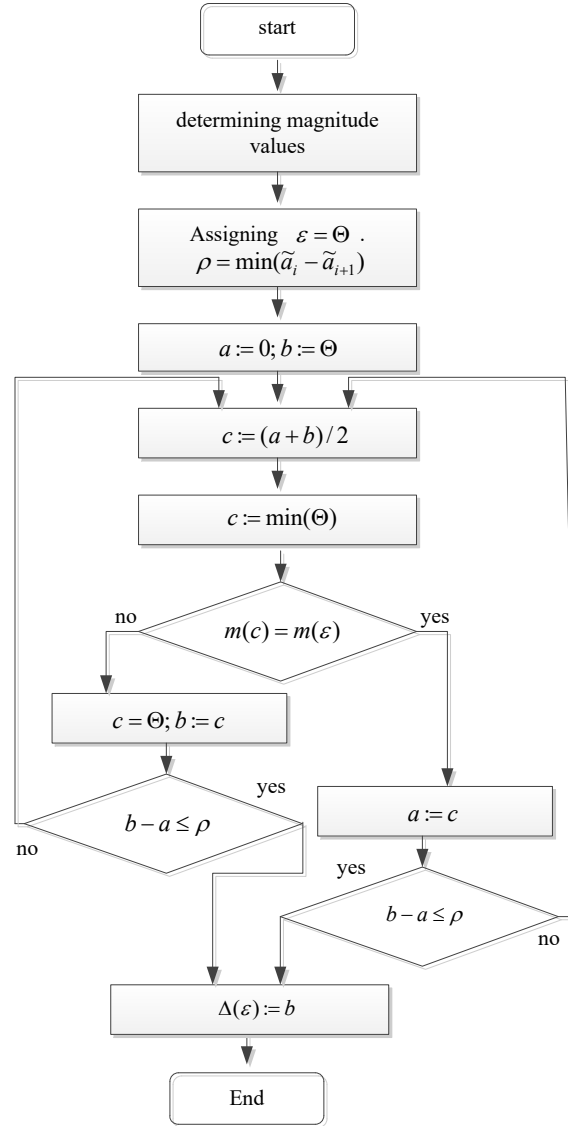 start
determining magnitude
values
Assigning ε = Θ .
ρ = min(ã_i − ã_{i+1})
a := 0; b := Θ
c := (a + b) / 2
c := min(Θ)
no
yes
m(c) = m(ε)
c = Θ; b := c
yes
b − a ≤ ρ
no
a := c
yes
b − a ≤ ρ
no
Δ(ε) := b
End